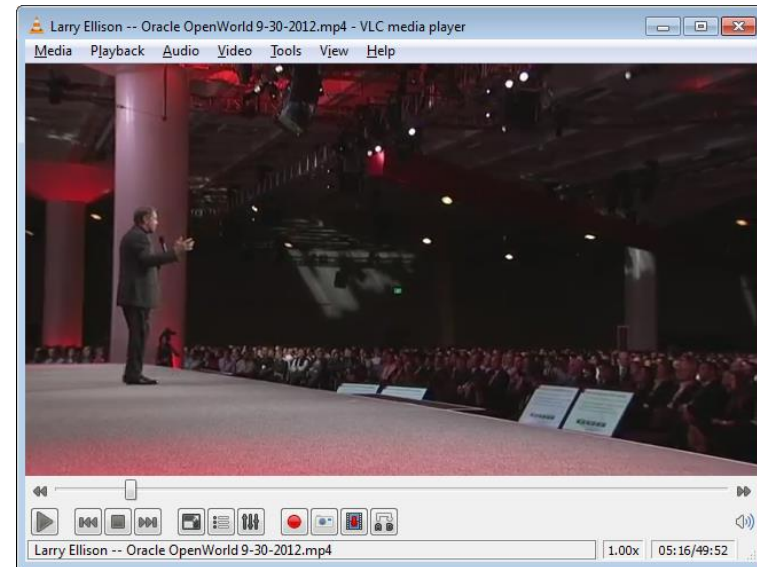 Larry Ellison -- Oracle OpenWorld 9-30-2012.mp4 - VLC media player
Media Playback Audio Video Tools View Help
Larry Ellison -- Oracle OpenWorld 9-30-2012.mp4
1.00x 05:16/49:52